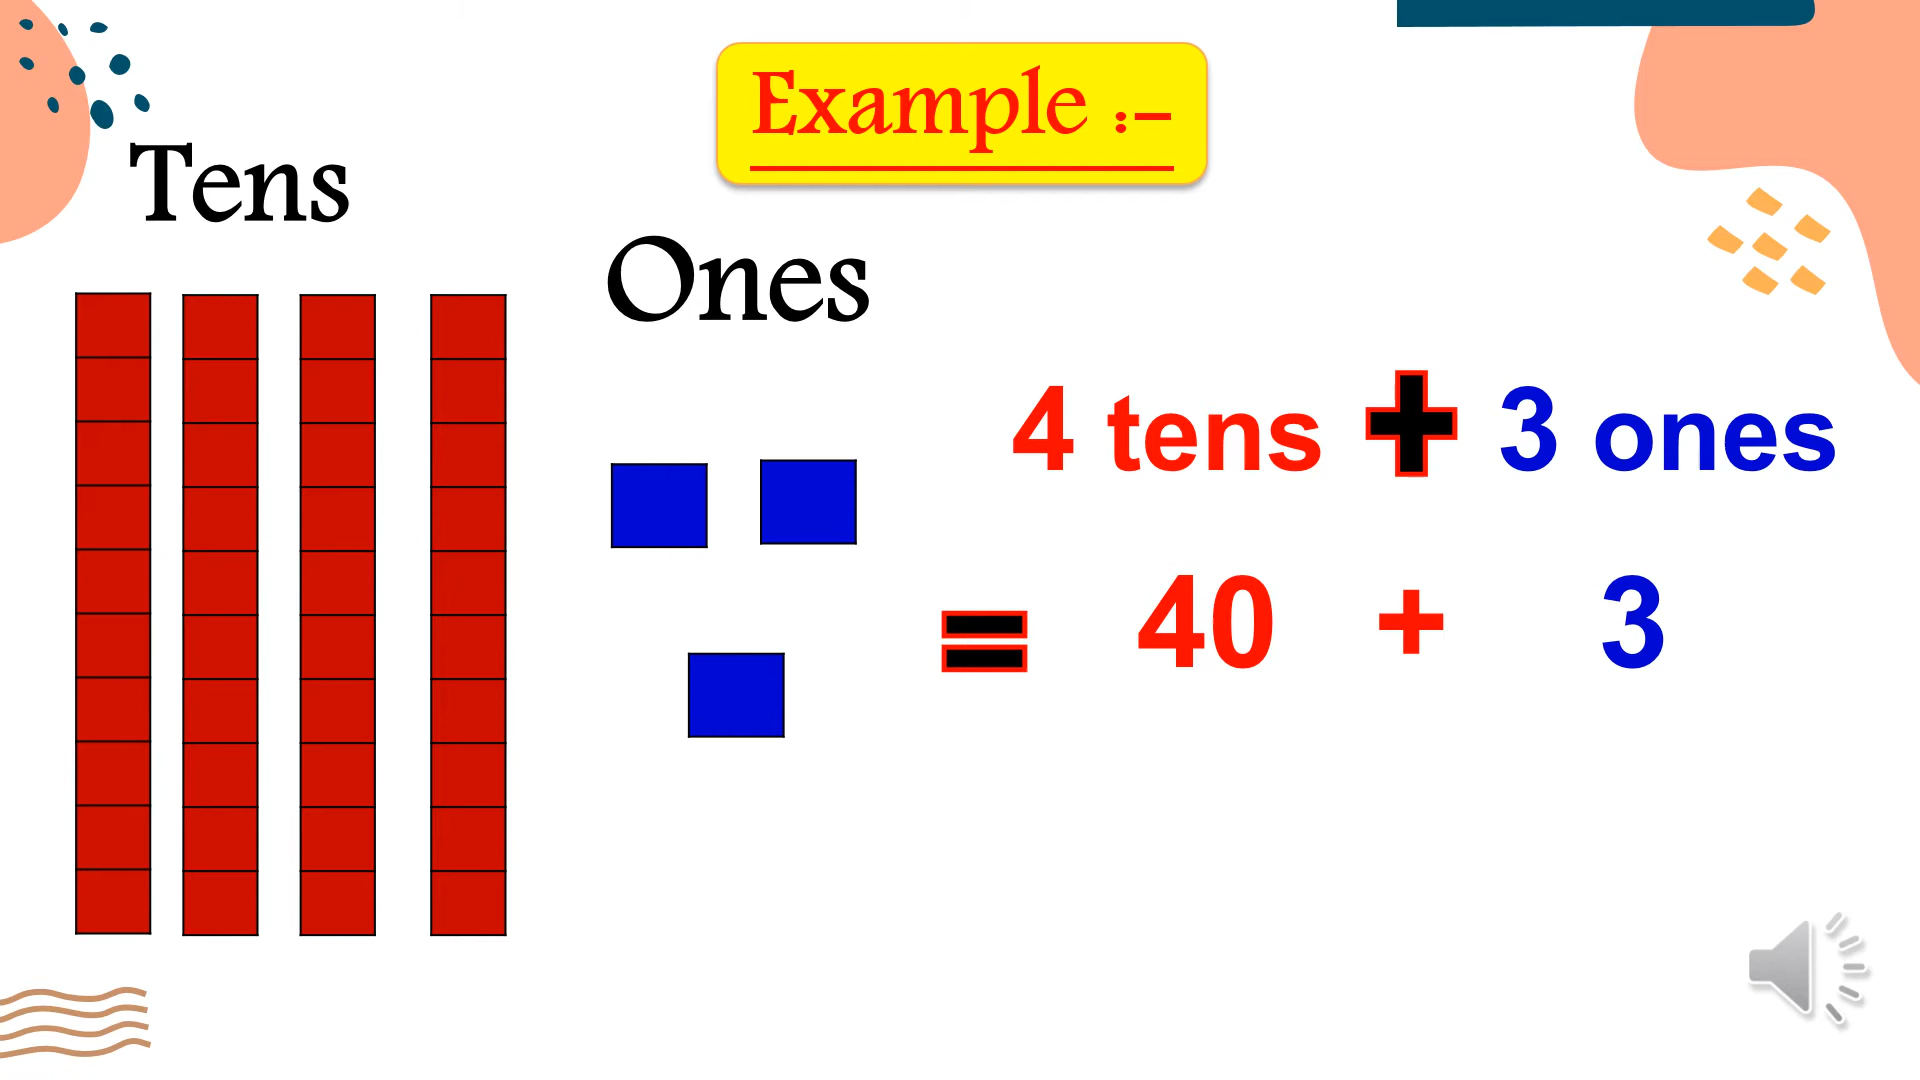 Example :-
Tens
Ones
4 tens + 3 ones
= 40 + 3